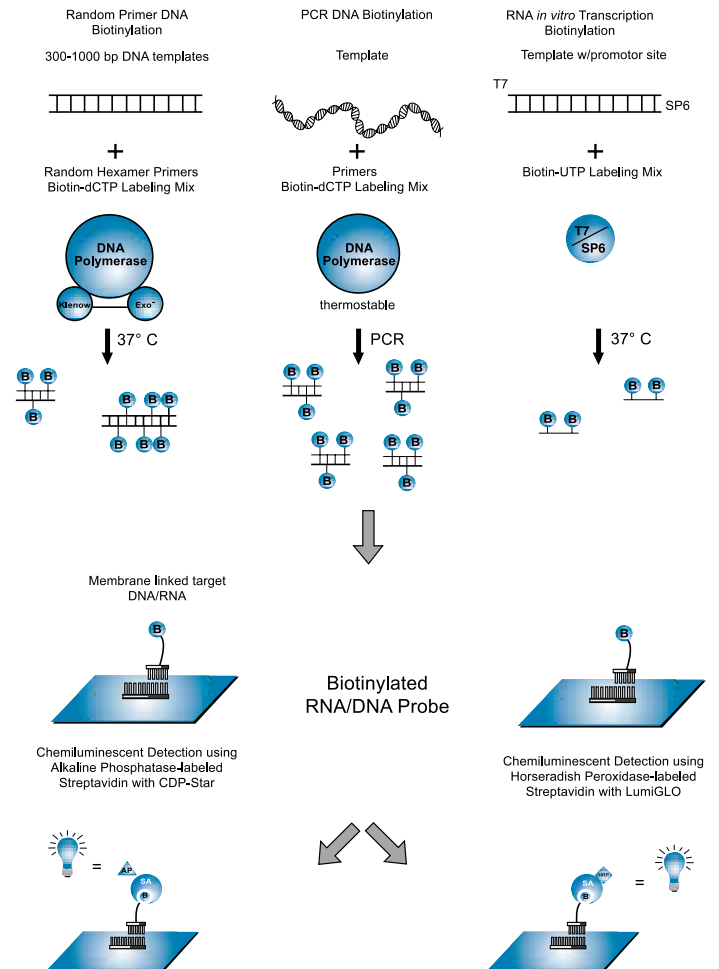 Random Primer DNA
Biotinylation
300-1000 bp DNA templates
+
Random Hexamer Primers
Biotin-dCTP Labeling Mix
DNA
Polymerase
Klenow
Exo⁻
37° C
B B
B
B B B
B B B
PCR DNA Biotinylation
Template
+
Primers
Biotin-dCTP Labeling Mix
DNA
Polymerase
thermostable
PCR
B B
B
B B
B
B B
B
B B
B
RNA in vitro Transcription
Biotinylation
Template w/promotor site
T7
SP6
+
Biotin-UTP Labeling Mix
T7
SP6
37° C
B B
B B
Membrane linked target
DNA/RNA
B
Biotinylated
RNA/DNA Probe
B
Chemiluminescent Detection using
Alkaline Phosphatase-labeled
Streptavidin with CDP-Star
=
AP
SA
B
Chemiluminescent Detection using
Horseradish Peroxidase-labeled
Streptavidin with LumiGLO
HRP
SA
B
=